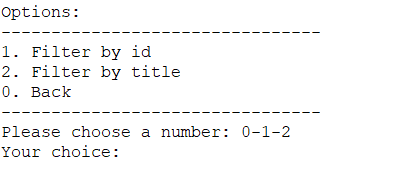 Options:
--------------------------------
1. Filter by id
2. Filter by title
0. Back
--------------------------------
Please choose a number: 0-1-2
Your choice: